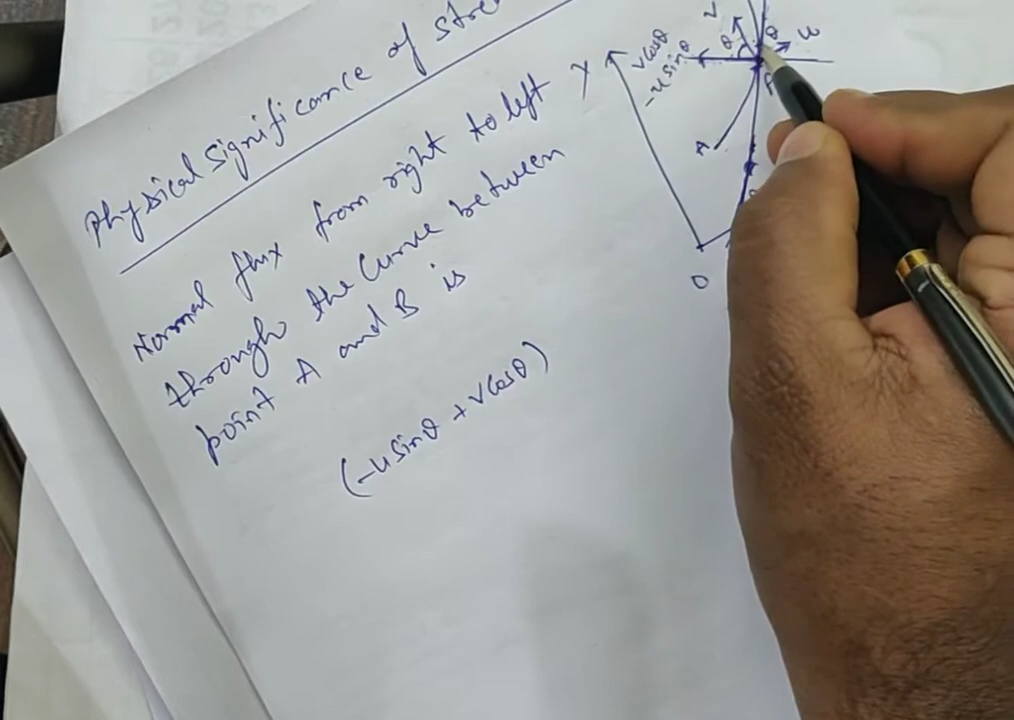 Physical Significance of stre
Normal flux from right to left
through the Curve between
point A and B is
(-u sinθ + v cosθ)
Y
v cosθ
-u sinθ
v
θ
θ
u
P
A
O